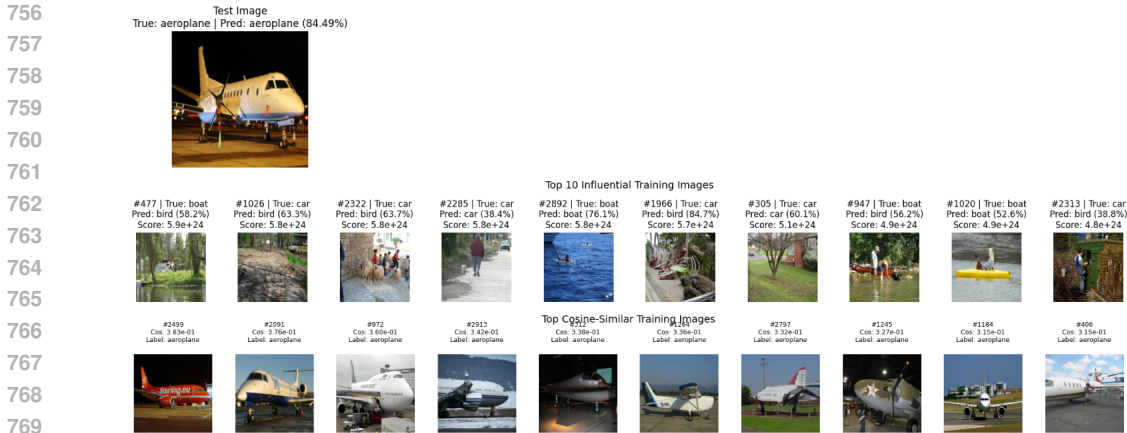 756
757
758
759
760
761
762
763
764
765
766
767
768
769
Test Image
True: aeroplane | Pred: aeroplane (84.49%)
Top 10 Influential Training Images
#477 | True: boat
Pred: bird (58.2%)
Score: 5.9e+24
#1026 | True: car
Pred: bird (63.3%)
Score: 5.8e+24
#2322 | True: car
Pred: bird (63.7%)
Score: 5.8e+24
#2285 | True: car
Pred: car (38.4%)
Score: 5.8e+24
#2892 | True: boat
Pred: boat (76.1%)
Score: 5.8e+24
#1966 | True: car
Pred: bird (84.7%)
Score: 5.7e+24
#305 | True: car
Pred: car (60.1%)
Score: 5.1e+24
#947 | True: boat
Pred: bird (56.2%)
Score: 4.9e+24
#1020 | True: boat
Pred: boat (52.6%)
Score: 4.9e+24
#2313 | True: car
Pred: bird (38.8%)
Score: 4.8e+24
Top Cosine-Similar Training Images
#2499
Cos: 3.83e-01
Label: aeroplane
#2091
Cos: 3.76e-01
Label: aeroplane
#972
Cos: 3.60e-01
Label: aeroplane
#2913
Cos: 3.42e-01
Label: aeroplane
#312
Cos: 3.38e-01
Label: aeroplane
#1264
Cos: 3.36e-01
Label: aeroplane
#2797
Cos: 3.32e-01
Label: aeroplane
#1245
Cos: 3.27e-01
Label: aeroplane
#1184
Cos: 3.15e-01
Label: aeroplane
#406
Cos: 3.15e-01
Label: aeroplane
Sterling.eu